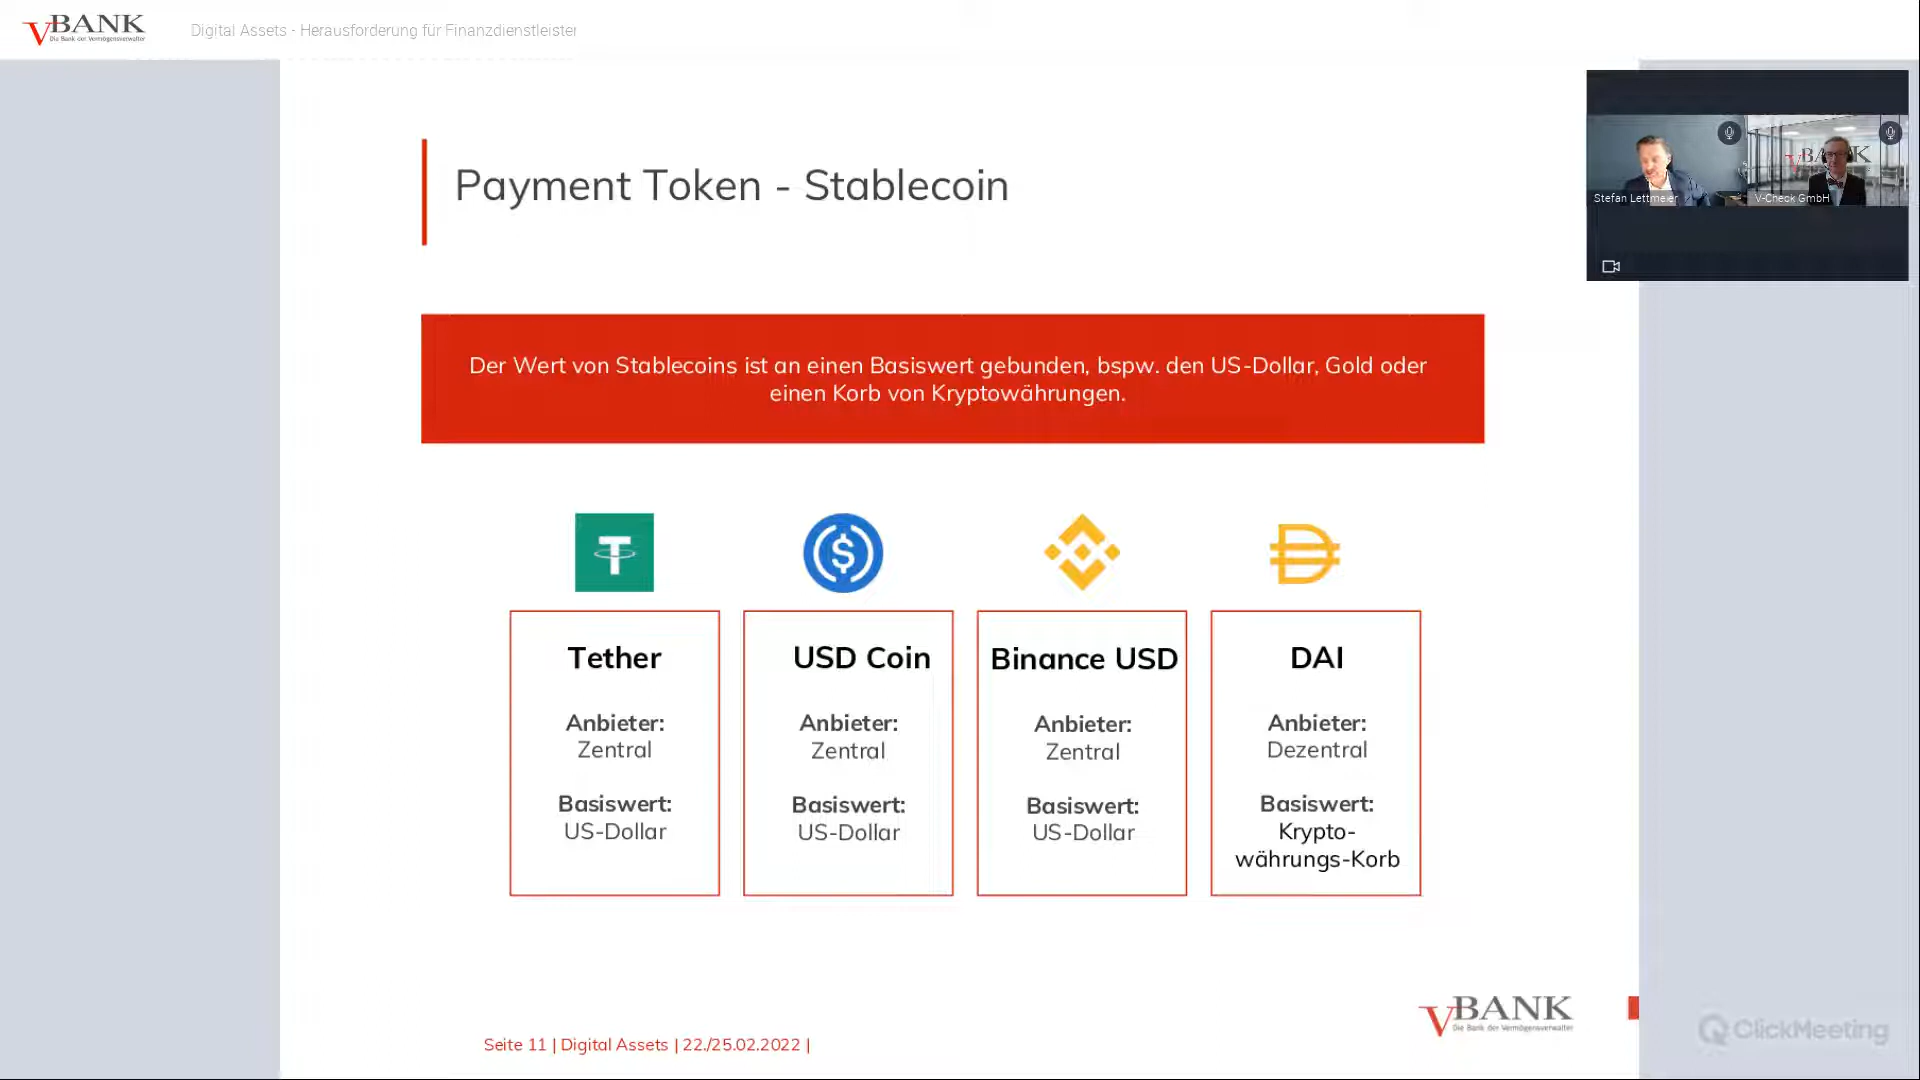 VBANK
Die Bank der Vermögensverwalter
Digital Assets - Herausforderung für Finanzdienstleister
Stefan Lettmeier
V-Check GmbH
Payment Token - Stablecoin
Der Wert von Stablecoins ist an einen Basiswert gebunden, bspw. den US-Dollar, Gold oder
einen Korb von Kryptowährungen.
Tether
Anbieter:
Zentral
Basiswert:
US-Dollar
USD Coin
Anbieter:
Zentral
Basiswert:
US-Dollar
Binance USD
Anbieter:
Zentral
Basiswert:
US-Dollar
DAI
Anbieter:
Dezentral
Basiswert:
Krypto-
währungs-Korb
VBANK
Die Bank der Vermögensverwalter
Seite 11 | Digital Assets | 22./25.02.2022 |
ClickMeeting